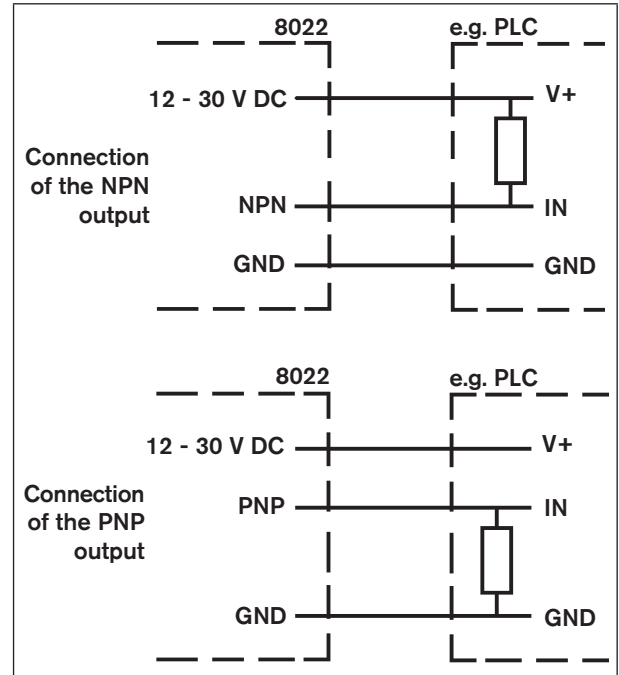 8022 e.g. PLC
12 - 30 V DC V+
Connection
of the NPN
output
NPN IN
GND GND
8022 e.g. PLC
12 - 30 V DC V+
Connection
of the PNP
output
PNP IN
GND GND